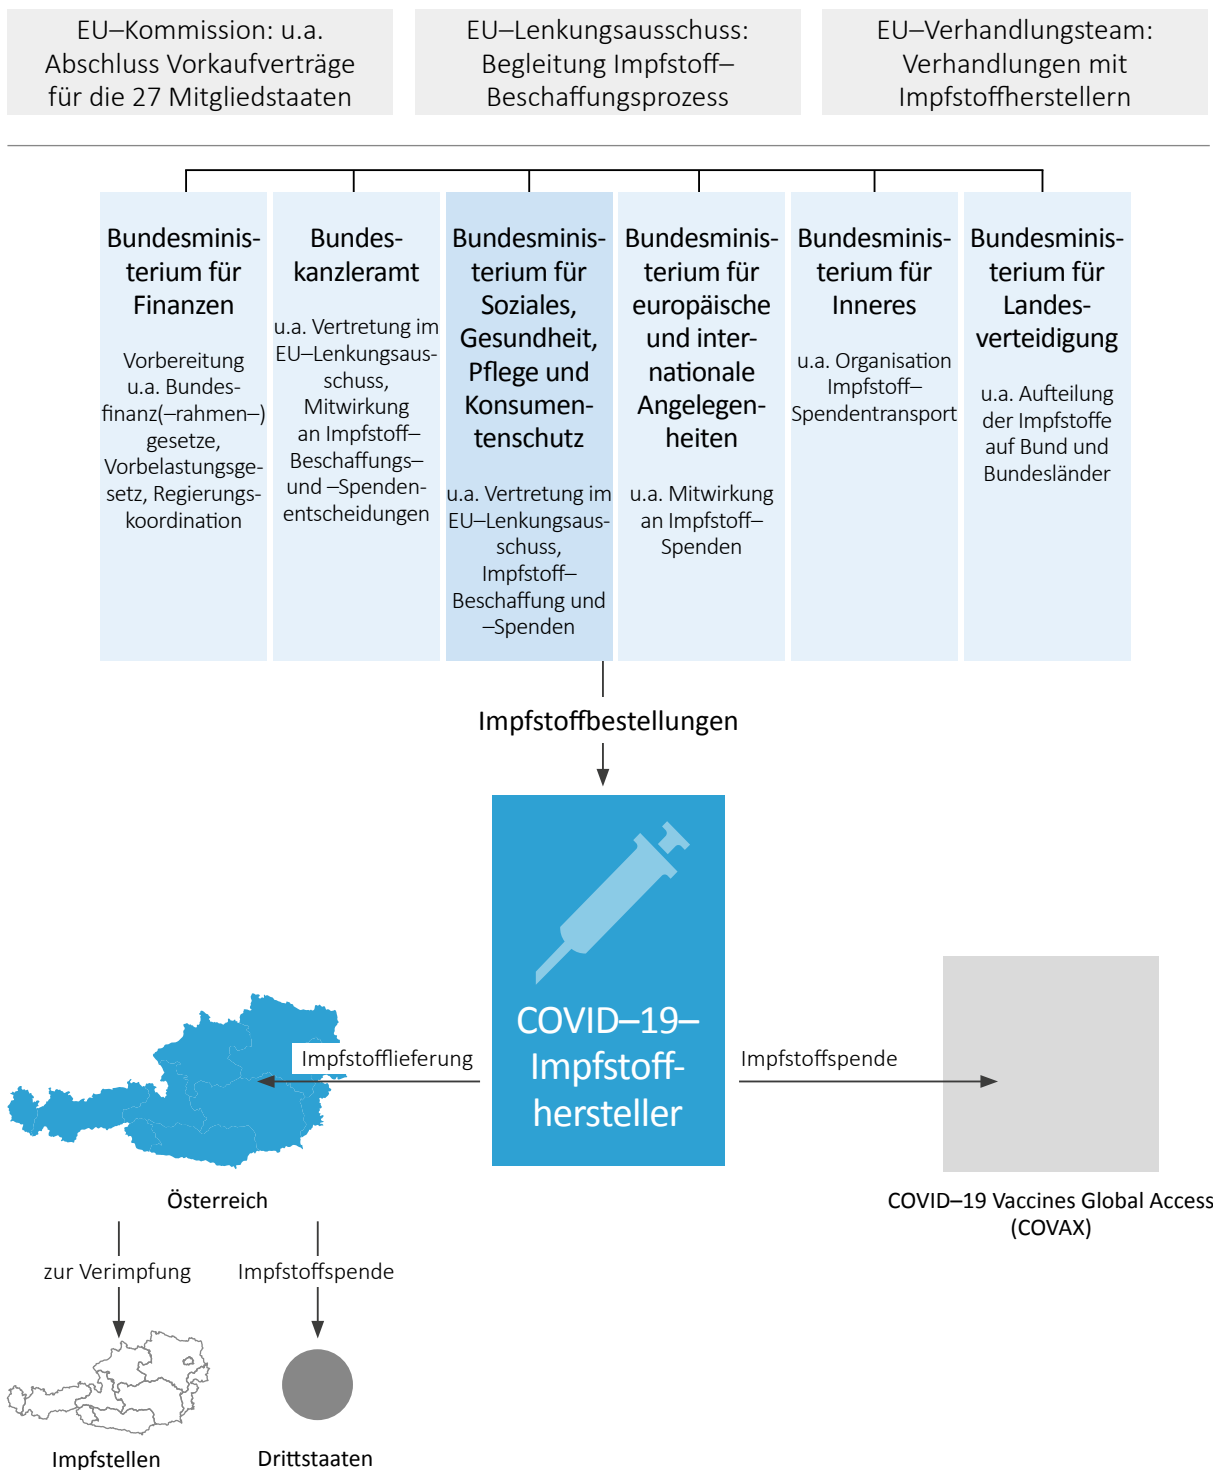 EU–Kommission: u.a.
Abschluss Vorkaufverträge
für die 27 Mitgliedstaaten
EU–Lenkungsausschuss:
Begleitung Impfstoff–
Beschaffungsprozess
EU–Verhandlungsteam:
Verhandlungen mit
Impfstoffherstellern
Bundesminis-
terium für
Finanzen
Vorbereitung
u.a. Bundes-
finanz(–rahmen–)
gesetze,
Vorbelastungsge-
setz, Regierungs-
koordination
Bundes-
kanzleramt
u.a. Vertretung im
EU–Lenkungsaus-
schuss,
Mitwirkung
an Impfstoff–
Beschaffungs–
und –Spenden-
entscheidungen
Bundesminis-
terium für
Soziales,
Gesundheit,
Pflege und
Konsumen-
tenschutz
u.a. Vertretung im
EU–Lenkungsaus-
schuss,
Impfstoff–
Beschaffung und
–Spenden
Bundesminis-
terium für
europäische
und inter-
nationale
Angelegen-
heiten
u.a. Mitwirkung
an Impfstoff–
Spenden
Bundesminis-
terium für
Inneres
u.a. Organisation
Impfstoff–
Spendentransport
Bundesminis-
terium für
Landes-
verteidigung
u.a. Aufteilung
der Impfstoffe
auf Bund und
Bundesländer
Impfstoffbestellungen
COVID–19–
Impfstoff-
hersteller
Impfstofflieferung
Impfstoffspende
Österreich
COVID–19 Vaccines Global Access
(COVAX)
zur Verimpfung
Impfstoffspende
Impfstellen
Drittstaaten